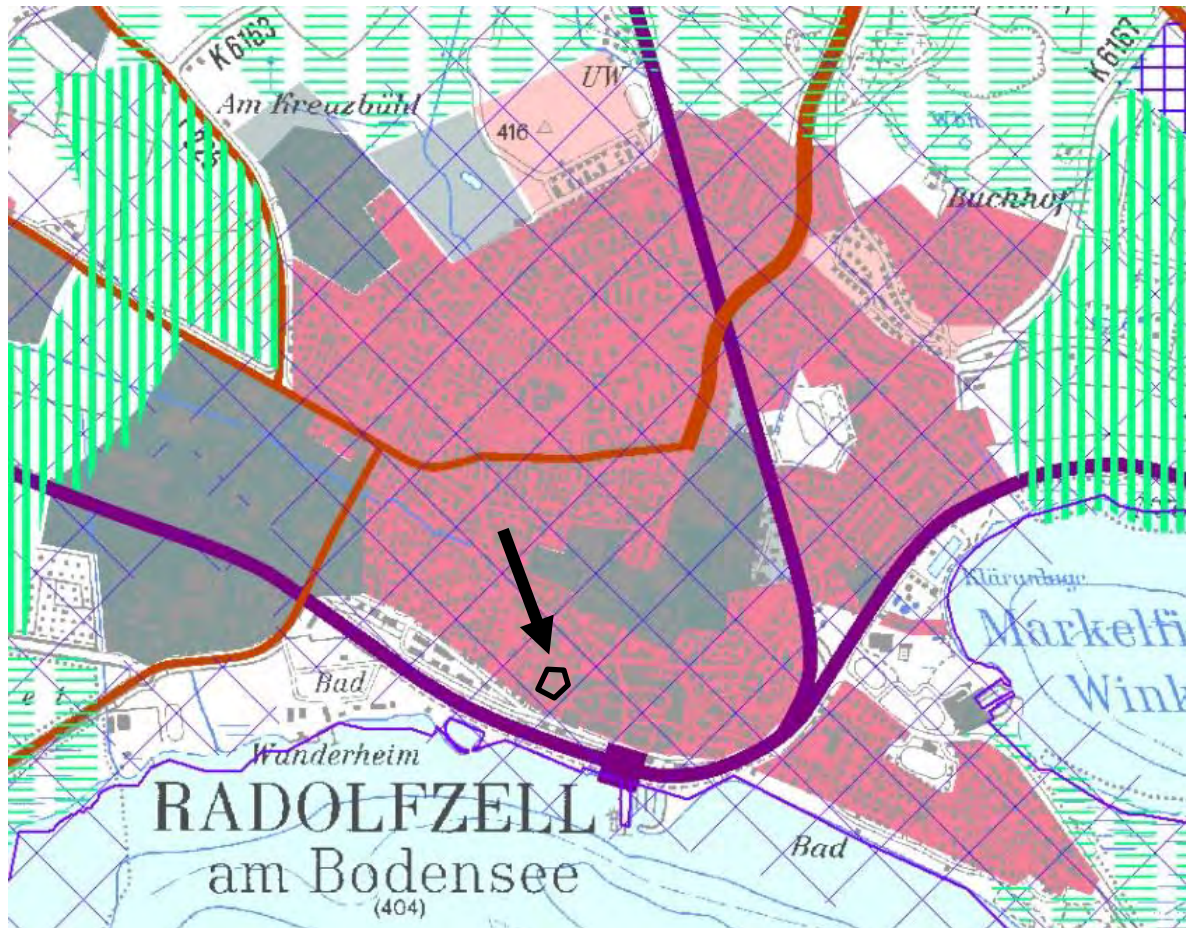 K 6163
K 6167
UW
Am Kreuzbühl
416
Buchhof
Kläranlage
Markelfi
Wink
Bad
Wanderheim
RADOLFZELL
am Bodensee
(404)
Bad